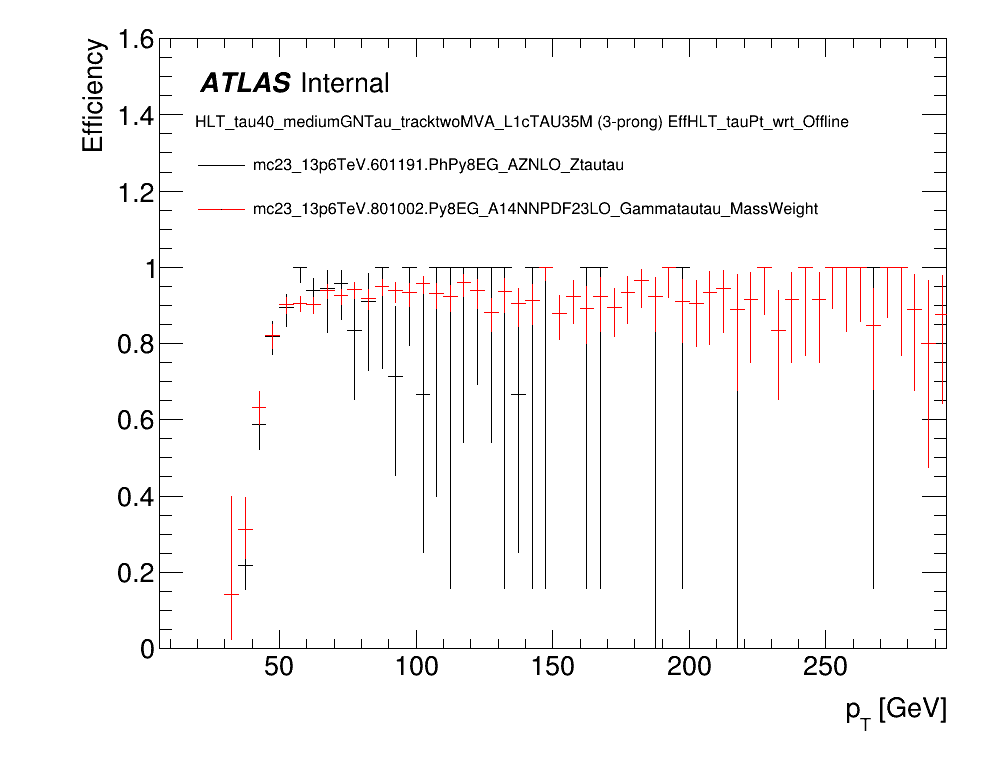 1.6
1.4
1.2
1
0.8
0.6
0.4
0.2
0
Efficiency
ATLAS Internal
HLT_tau40_mediumGNTau_tracktwoMVA_L1cTAU35M (3-prong) EffHLT_tauPt_wrt_Offline
mc23_13p6TeV.601191.PhPy8EG_AZNLO_Ztautau
mc23_13p6TeV.801002.Py8EG_A14NNPDF23LO_Gammatautau_MassWeight
50 100 150 200 250
p_T [GeV]